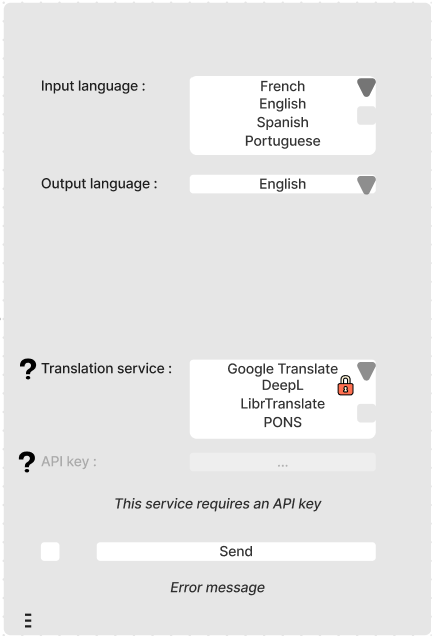 Input language :
French
English
Spanish
Portuguese
Output language :
English
? Translation service :
Google Translate
DeepL
LibrTranslate
PONS
? API key :
...
This service requires an API key
Send
Error message